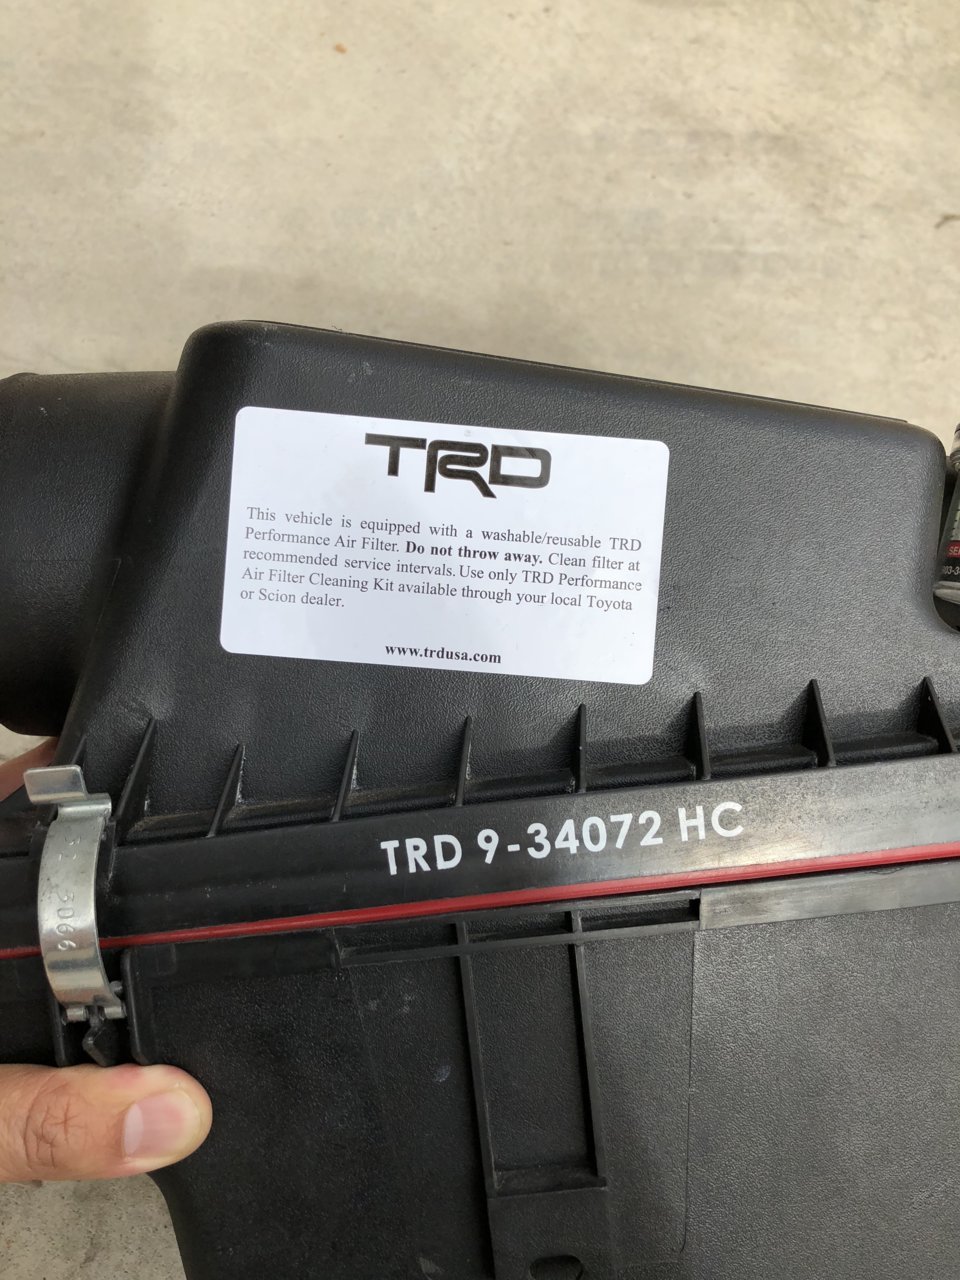 TRD
This vehicle is equipped with a washable/reusable TRD
Performance Air Filter. Do not throw away. Clean filter at
recommended service intervals. Use only TRD Performance
Air Filter Cleaning Kit available through your local Toyota
or Scion dealer.
www.trdusa.com
TRD 9-34072 HC
3066